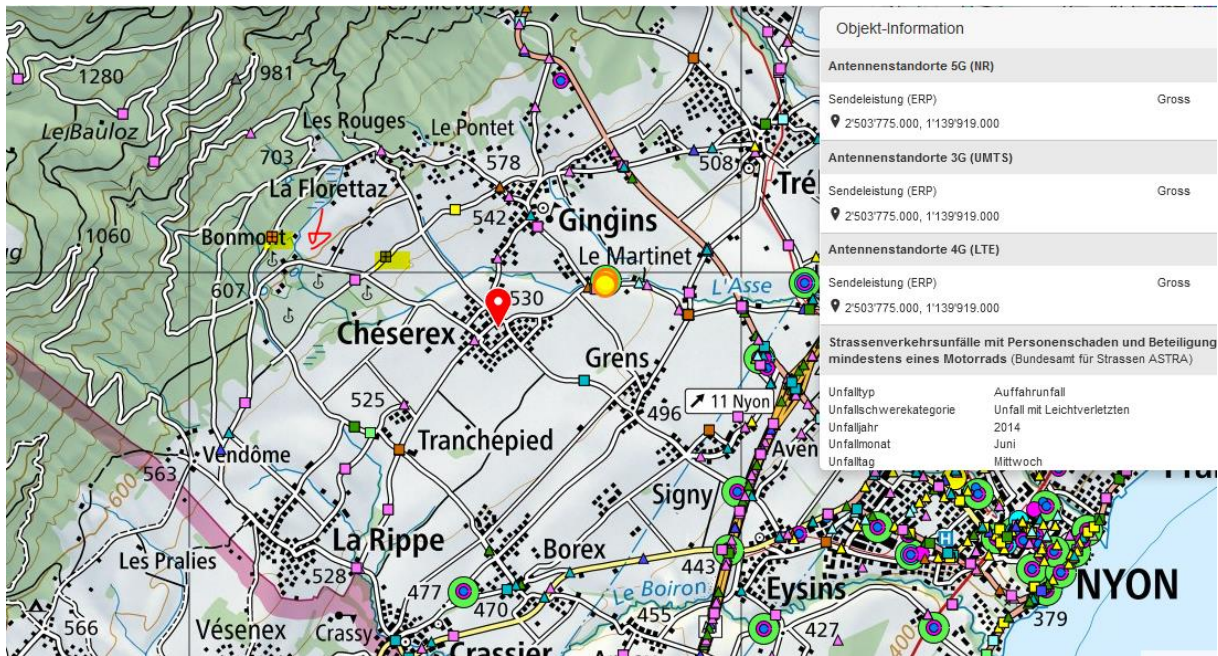 Les Allevays
1280
981
Le Bauloz
Les Rouges
Le Pontet
703
578
508
La Florettaz
Gingins
542
1060
Bonmont
Le Martinet
607
L'Asse
530
Chéserex
Grens
525
496
11 Nyon
Tranchepied
Vendôme
563
600
Signy
La Rippe
Borex
Les Pralies
443
Eysins
528
477
470
Le Boiron
NYON
H
379
566
Vésenex
Crassy
455
427
400
Crassier
Objekt-Information
Antennenstandorte 5G (NR)
Sendeleistung (ERP) Gross
2'503'775.000, 1'139'919.000
Antennenstandorte 3G (UMTS)
Sendeleistung (ERP) Gross
2'503'775.000, 1'139'919.000
Antennenstandorte 4G (LTE)
Sendeleistung (ERP) Gross
2'503'775.000, 1'139'919.000
Strassenverkehrsunfälle mit Personenschaden und Beteiligung
mindestens eines Motorrads (Bundesamt für Strassen ASTRA)
Unfalltyp Auffahrunfall
Unfallschwerekategorie Unfall mit Leichtverletzten
Unfalljahr 2014
Unfallmonat Juni
Unfalltag Mittwoch